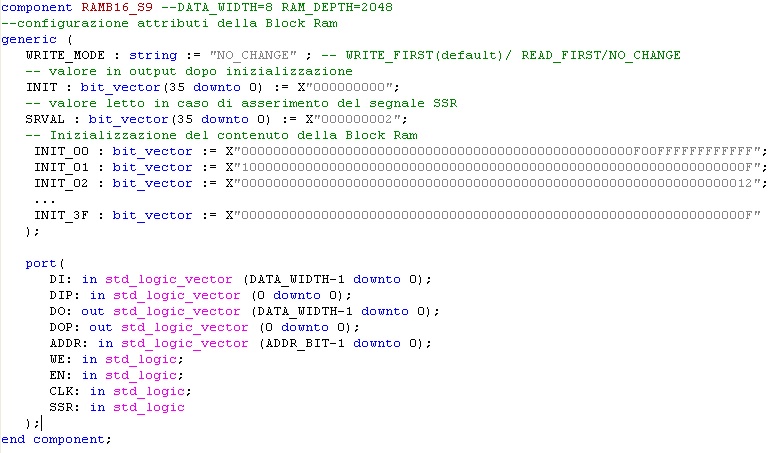 component RAMB16_S9 --DATA_WIDTH=8 RAM_DEPTH=2048
--configurazione attributi della Block Ram
generic (
WRITE_MODE : string := "NO_CHANGE" ; -- WRITE_FIRST(default)/ READ_FIRST/NO_CHANGE
-- valore in output dopo inizializzazione
INIT : bit_vector(35 downto 0) := X"000000000";
-- valore letto in caso di asserimento del segnale SSR
SRVAL : bit_vector(35 downto 0) := X"000000002";
-- Inizializzazione del contenuto della Block Ram
INIT_00 : bit_vector := X"0000000000000000000000000000000000000000000000000F00FFFFFFFFFFFF";
INIT_01 : bit_vector := X"100000000000000000000000000000000000000000000000000000000000000F";
INIT_02 : bit_vector := X"0000000000000000000000000000000000000000000000000000000000000012";
...
INIT_3F : bit_vector := X"000000000000000000000000000000000000000000000000000000000000000F"
);
port(
DI: in std_logic_vector (DATA_WIDTH-1 downto 0);
DIP: in std_logic_vector (0 downto 0);
DO: out std_logic_vector (DATA_WIDTH-1 downto 0);
DOP: out std_logic_vector (0 downto 0);
ADDR: in std_logic_vector (ADDR_BIT-1 downto 0);
WE: in std_logic;
EN: in std_logic;
CLK: in std_logic;
SSR: in std_logic
);
end component;